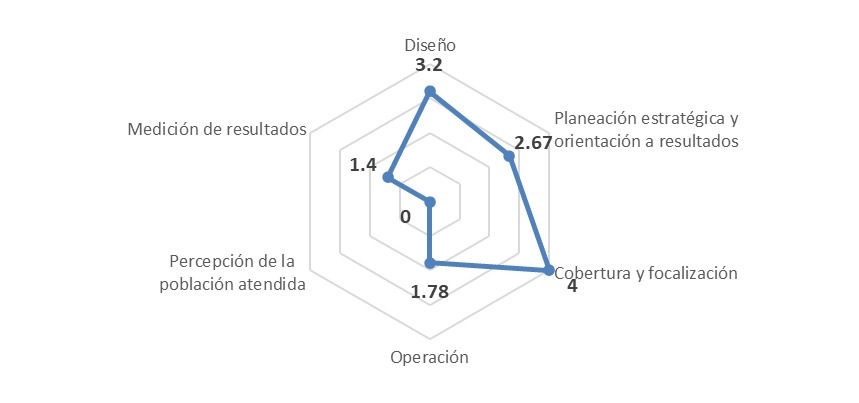 Diseño
3.2
Planeación estratégica y
orientación a resultados
2.67
Medición de resultados
1.4
0
Percepción de la
población atendida
Cobertura y focalización
4
1.78
Operación